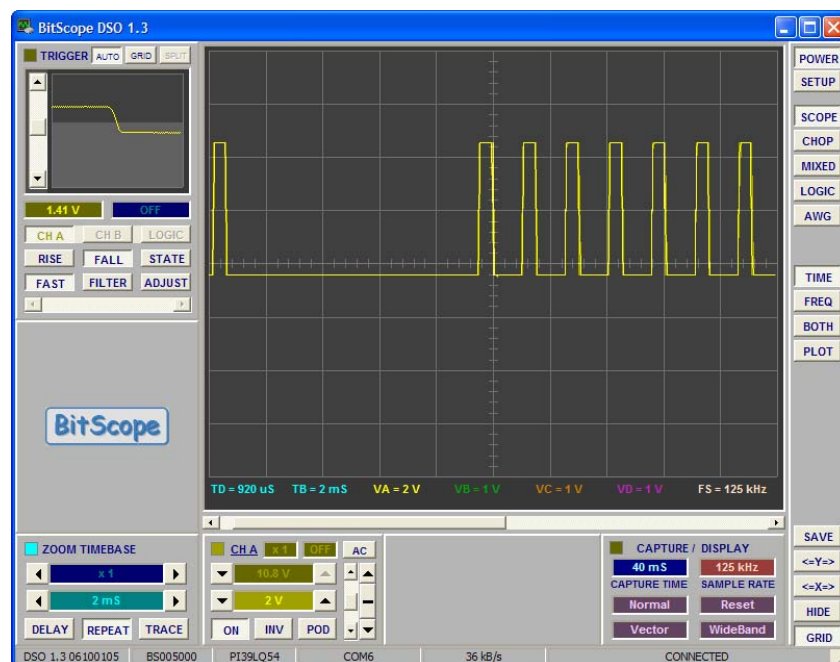 BitScope DSO 1.3
TRIGGER AUTO GRID SPLIT
1.41 V OFF
CH A CH B LOGIC
RISE FALL STATE
FAST FILTER ADJUST
BitScope
TD = 920 uS TB = 2 mS VA = 2 V VB = 1 V VC = 1 V VD = 1 V FS = 125 kHz
POWER
SETUP
SCOPE
CHOP
MIXED
LOGIC
AWG
TIME
FREQ
BOTH
PLOT
ZOOM TIMEBASE
x 1
2 mS
DELAY REPEAT TRACE
CH A x 1 OFF AC
10.8 V
2 V
ON INV POD
CAPTURE / DISPLAY
40 mS 125 kHz
CAPTURE TIME SAMPLE RATE
Normal Reset
Vector WideBand
SAVE
<=Y=>
<=X=>
HIDE
GRID
DSO 1.3 06100105 BS005000 PI39LQ54 COM6 36 kB/s CONNECTED